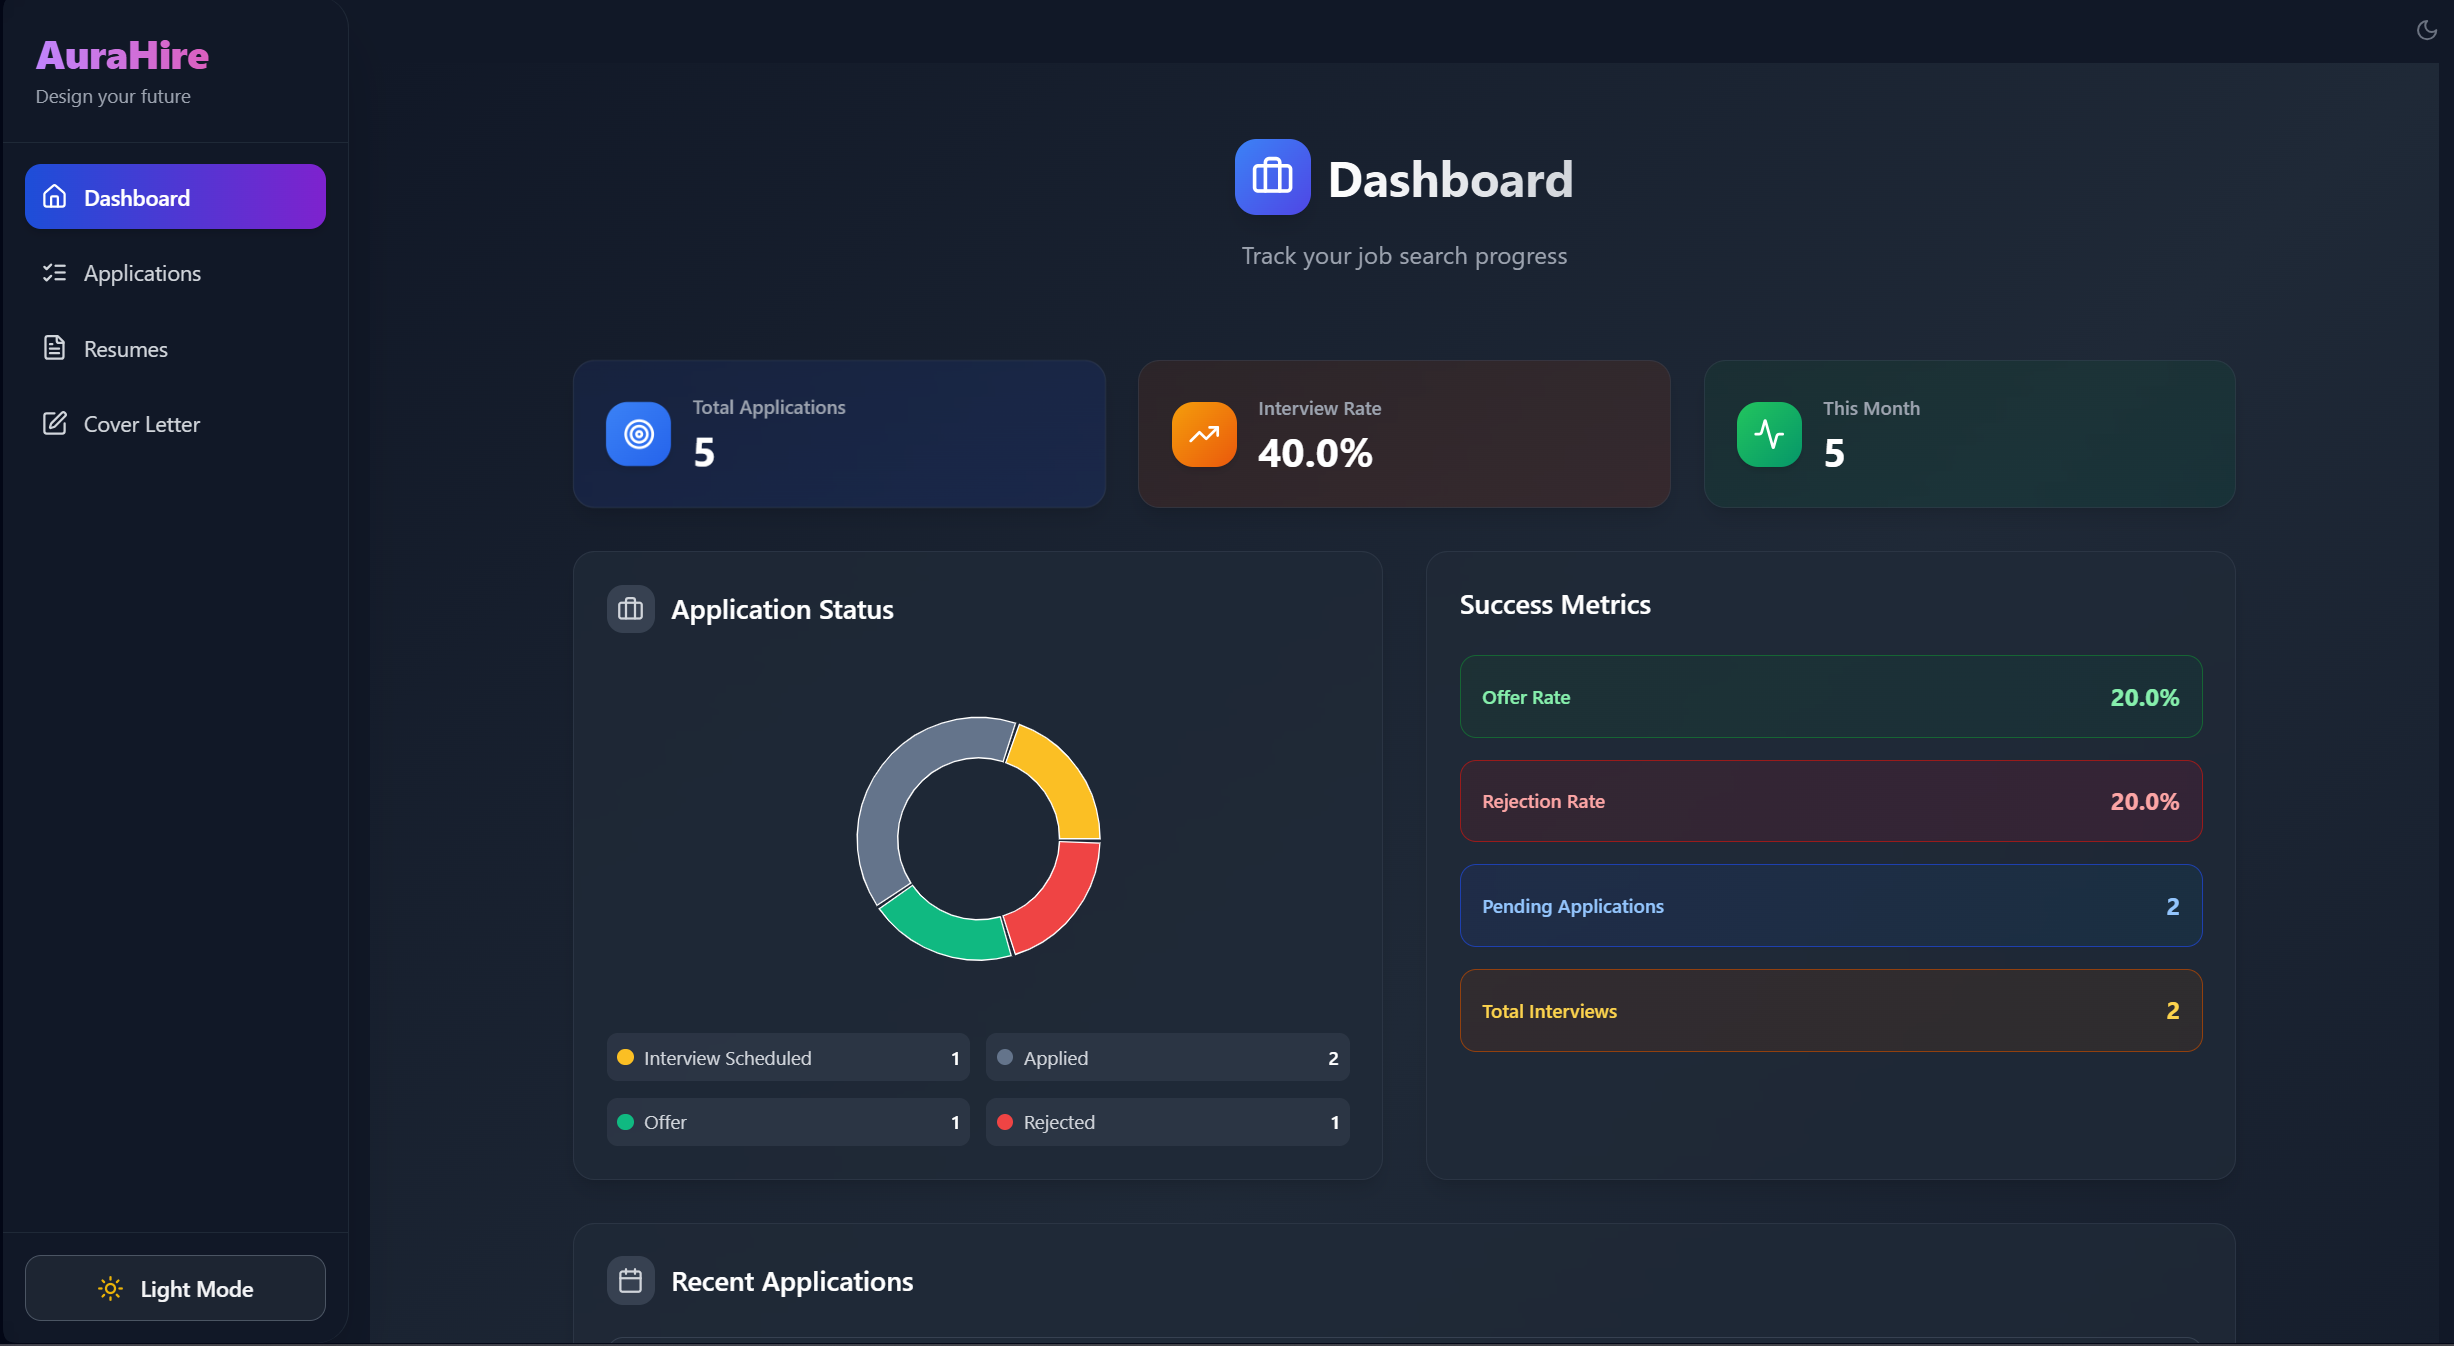 AuraHire
Design your future
Dashboard
Applications
Resumes
Cover Letter
Light Mode
Dashboard
Track your job search progress
Total Applications
5
Interview Rate
40.0%
This Month
5
Application Status
Interview Scheduled 1
Applied 2
Offer 1
Rejected 1
Success Metrics
Offer Rate 20.0%
Rejection Rate 20.0%
Pending Applications 2
Total Interviews 2
Recent Applications